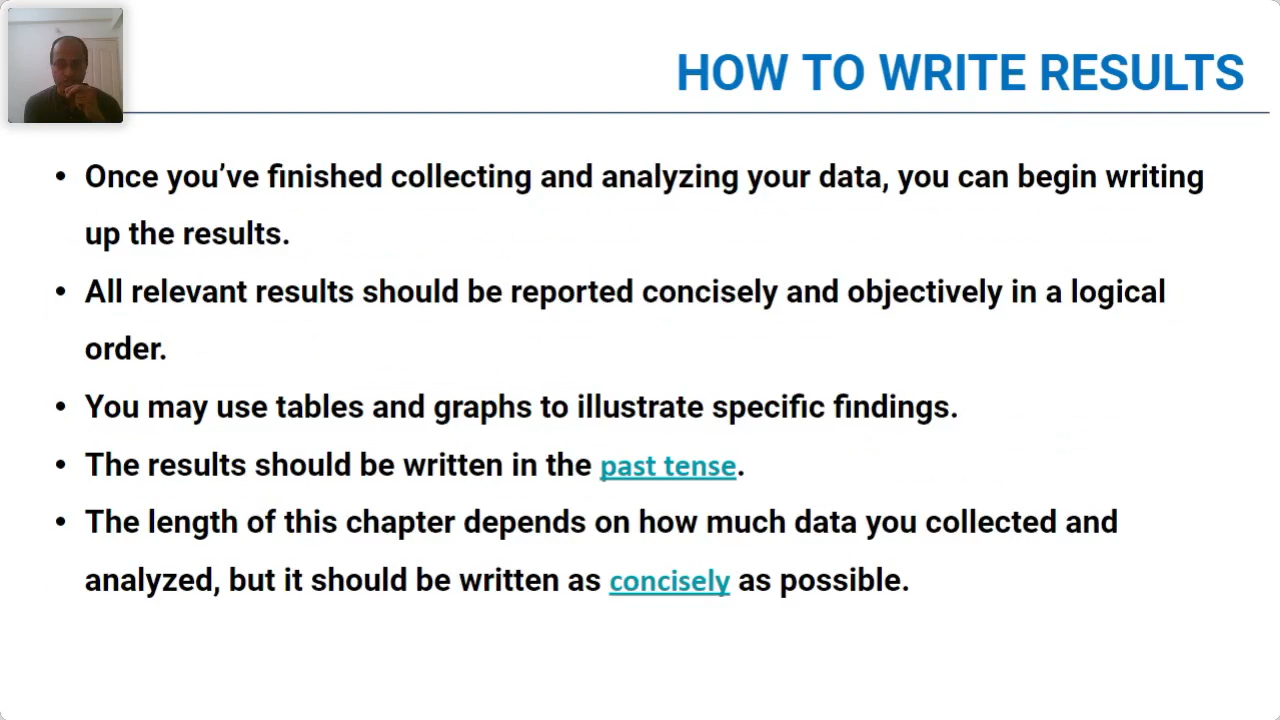 HOW TO WRITE RESULTS
• Once you’ve finished collecting and analyzing your data, you can begin writing
up the results.
• All relevant results should be reported concisely and objectively in a logical
order.
• You may use tables and graphs to illustrate specific findings.
• The results should be written in the past tense.
• The length of this chapter depends on how much data you collected and
analyzed, but it should be written as concisely as possible.